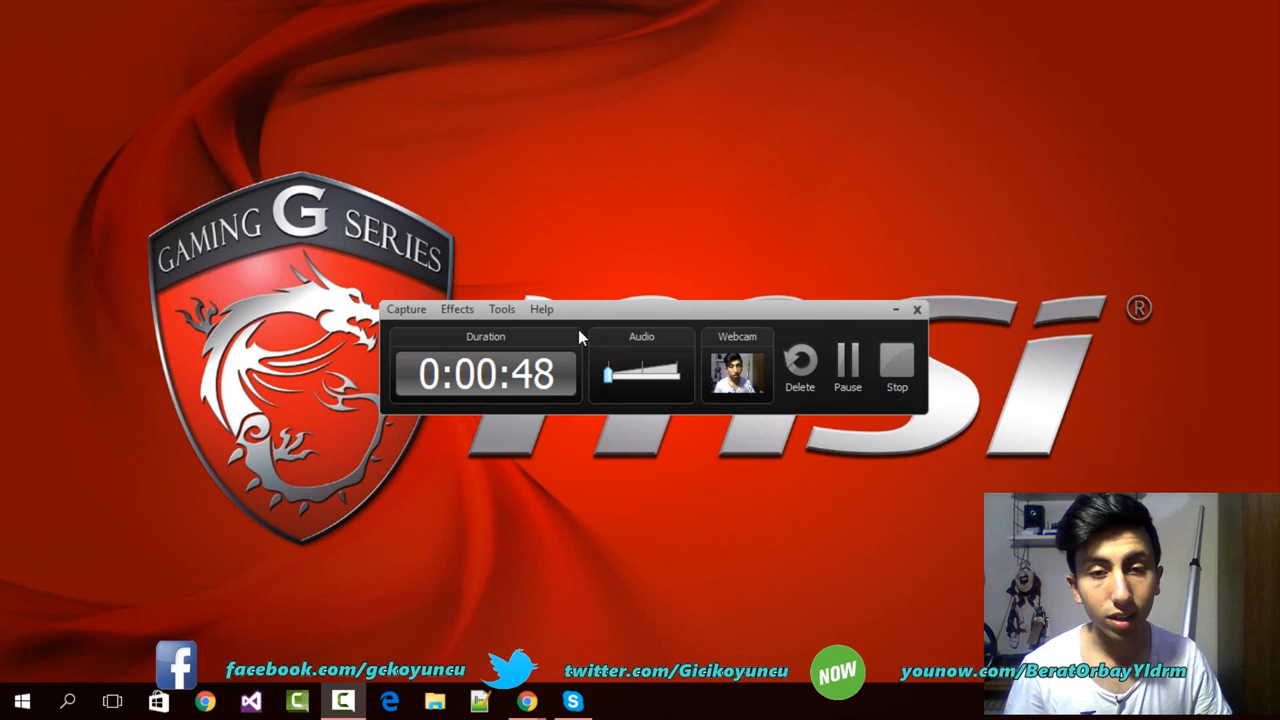 GAMING G SERIES
msi ®
Capture Effects Tools Help
Duration Audio Webcam
0:00:48
Delete Pause Stop
facebook.com/gckoyuncu twitter.com/Gicikoyuncu NOW younow.com/BeratOrbayYldrm